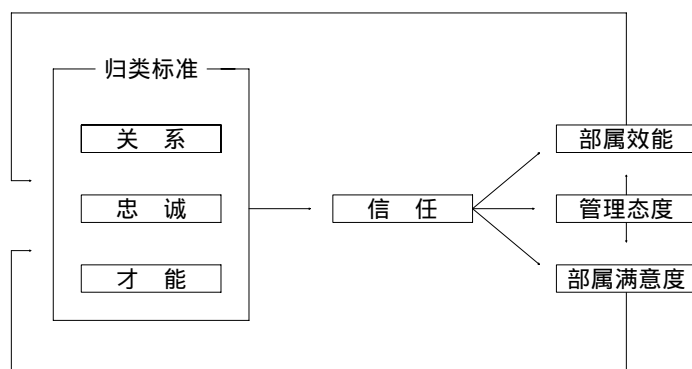 归类标准
关 系
忠 诚
才 能
信 任
部属效能
管理态度
部属满意度